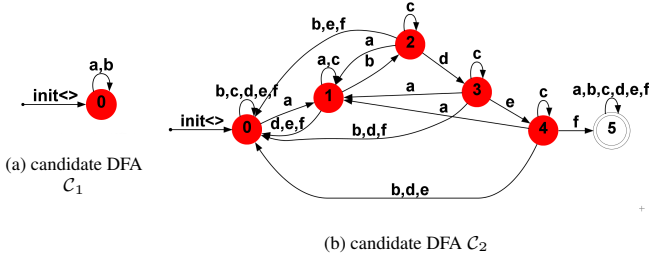 a,b
0
init<>
(a) candidate DFA
C₁
c
b,e,f
2
a
b
d
c
a,c
1
3
b,c,d,e,f
a
a
e
c
a,b,c,d,e,f
init<>
0
d,e,f
b,d,f
a
4
f
5
b,d,e
(b) candidate DFA C₂